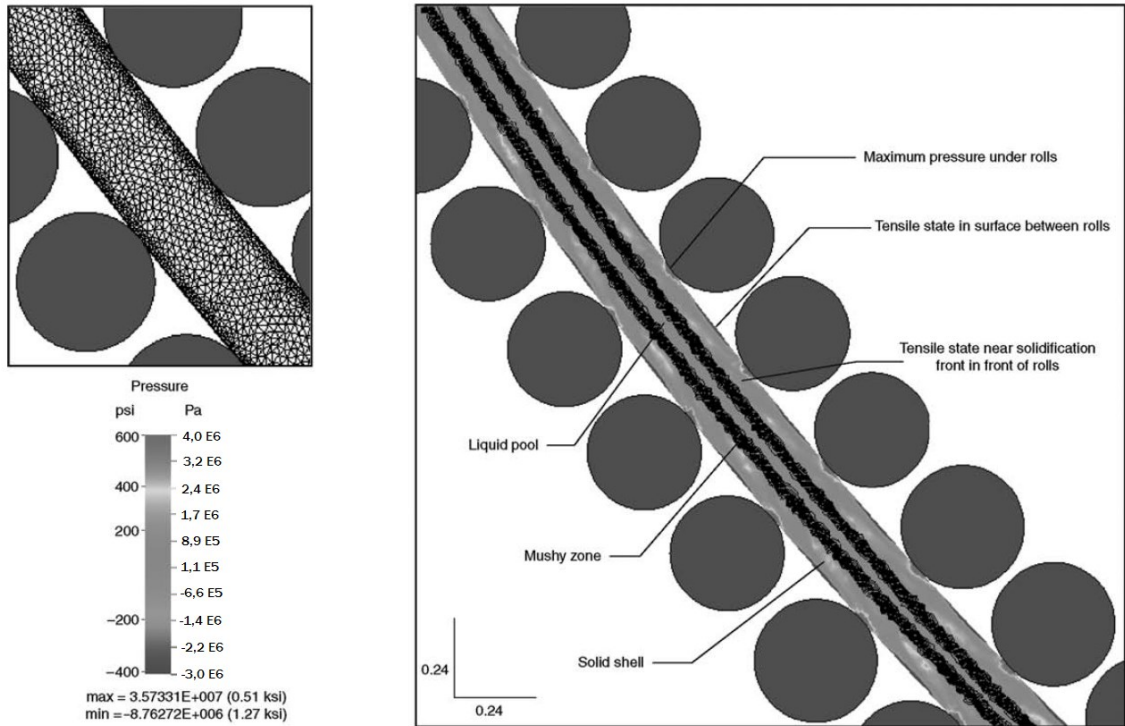 Maximum pressure under rolls
Tensile state in surface between rolls
Tensile state near solidification
front in front of rolls
Liquid pool
Mushy zone
Solid shell
0.24
0.24
Pressure
psi Pa
600 4,0 E6
3,2 E6
400 2,4 E6
1,7 E6
200 8,9 E5
1,1 E5
-6,6 E5
−200 -1,4 E6
-2,2 E6
−400 -3,0 E6
max = 3.57331E+007 (0.51 ksi)
min =−8.76272E+006 (1.27 ksi)